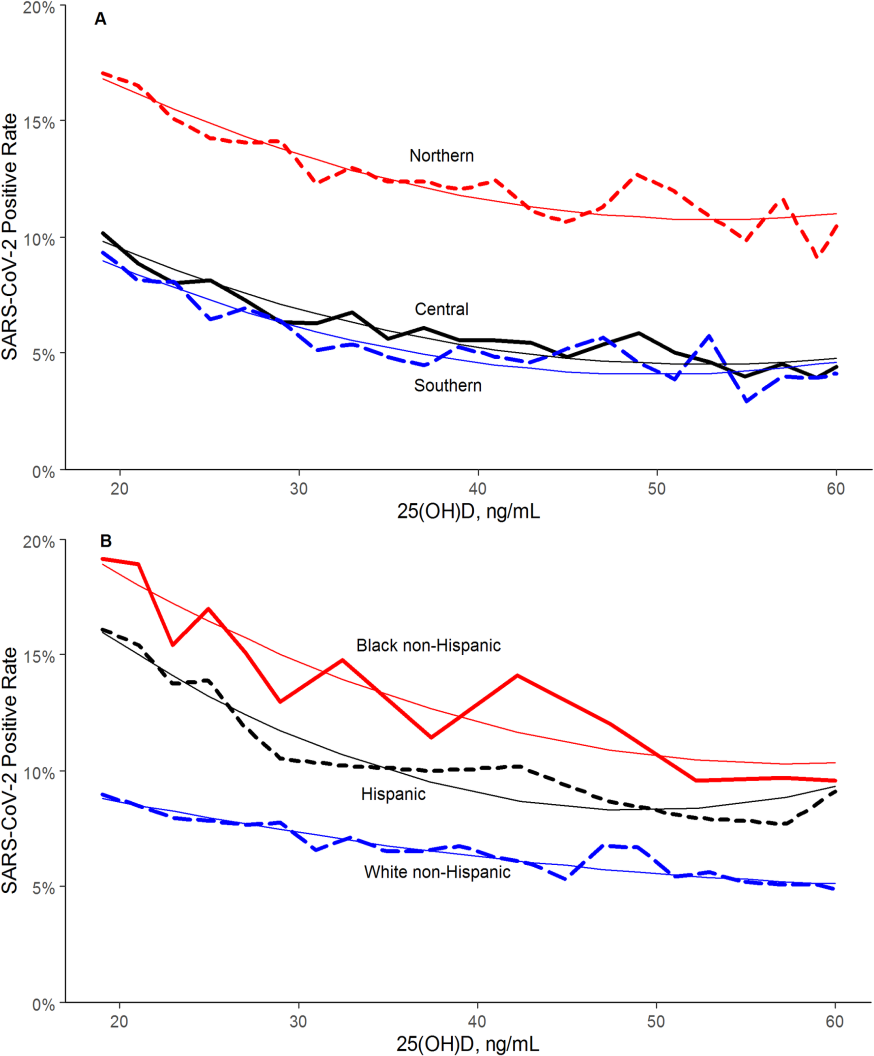 A
SARS-CoV-2 Positive Rate
20%
15%
10%
5%
0%
Northern
Central
Southern
20 30 40 50 60
25(OH)D, ng/mL
B
SARS-CoV-2 Positive Rate
20%
15%
10%
5%
0%
Black non-Hispanic
Hispanic
White non-Hispanic
20 30 40 50 60
25(OH)D, ng/mL